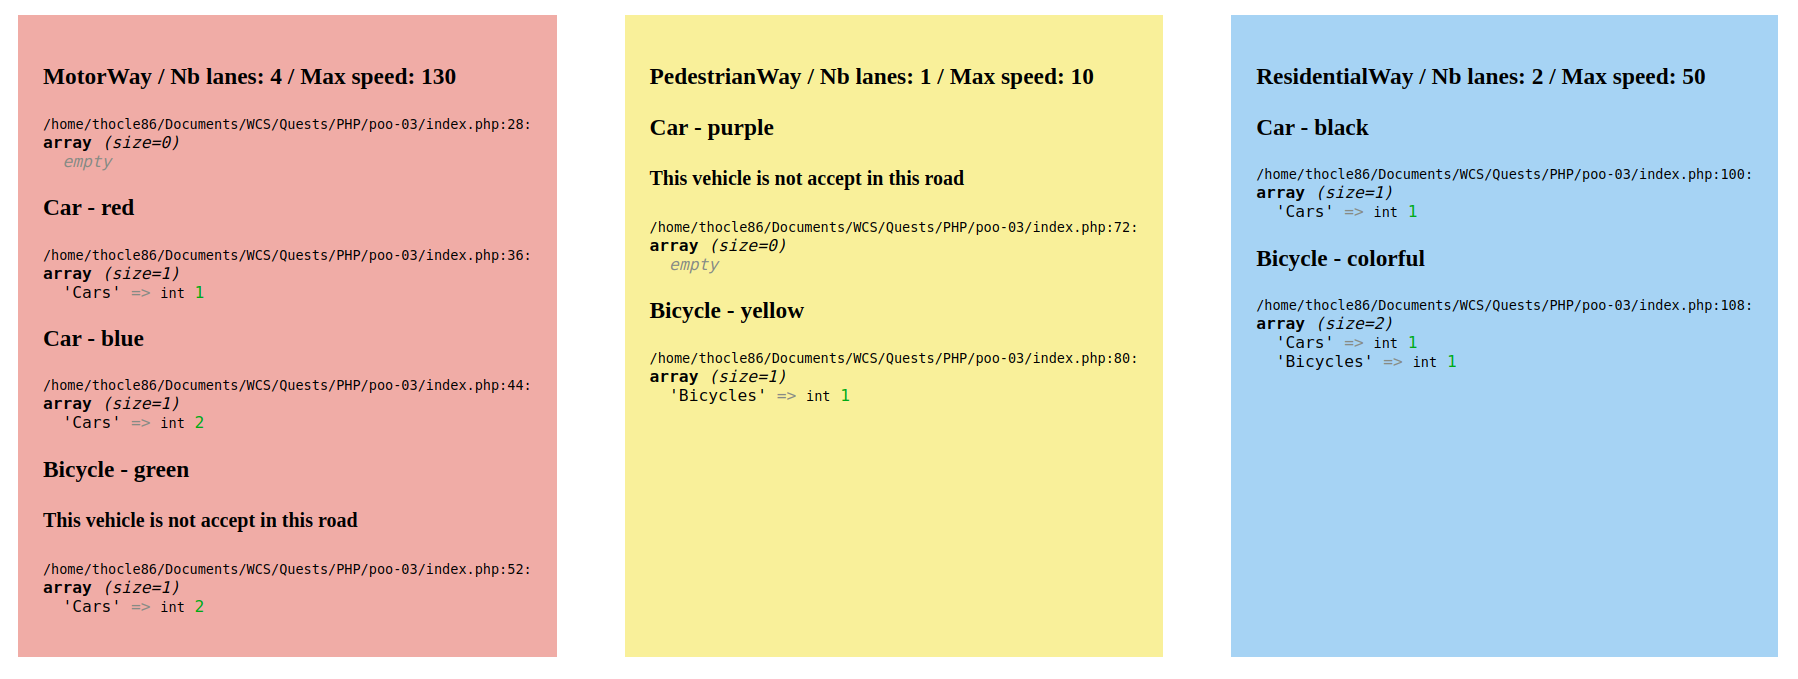 MotorWay / Nb lanes: 4 / Max speed: 130
/home/thocle86/Documents/WCS/Quests/PHP/poo-03/index.php:28:
array (size=0)
empty
Car - red
/home/thocle86/Documents/WCS/Quests/PHP/poo-03/index.php:36:
array (size=1)
'Cars' => int 1
Car - blue
/home/thocle86/Documents/WCS/Quests/PHP/poo-03/index.php:44:
array (size=1)
'Cars' => int 2
Bicycle - green
This vehicle is not accept in this road
/home/thocle86/Documents/WCS/Quests/PHP/poo-03/index.php:52:
array (size=1)
'Cars' => int 2
PedestrianWay / Nb lanes: 1 / Max speed: 10
Car - purple
This vehicle is not accept in this road
/home/thocle86/Documents/WCS/Quests/PHP/poo-03/index.php:72:
array (size=0)
empty
Bicycle - yellow
/home/thocle86/Documents/WCS/Quests/PHP/poo-03/index.php:80:
array (size=1)
'Bicycles' => int 1
ResidentialWay / Nb lanes: 2 / Max speed: 50
Car - black
/home/thocle86/Documents/WCS/Quests/PHP/poo-03/index.php:100:
array (size=1)
'Cars' => int 1
Bicycle - colorful
/home/thocle86/Documents/WCS/Quests/PHP/poo-03/index.php:108:
array (size=2)
'Cars' => int 1
'Bicycles' => int 1